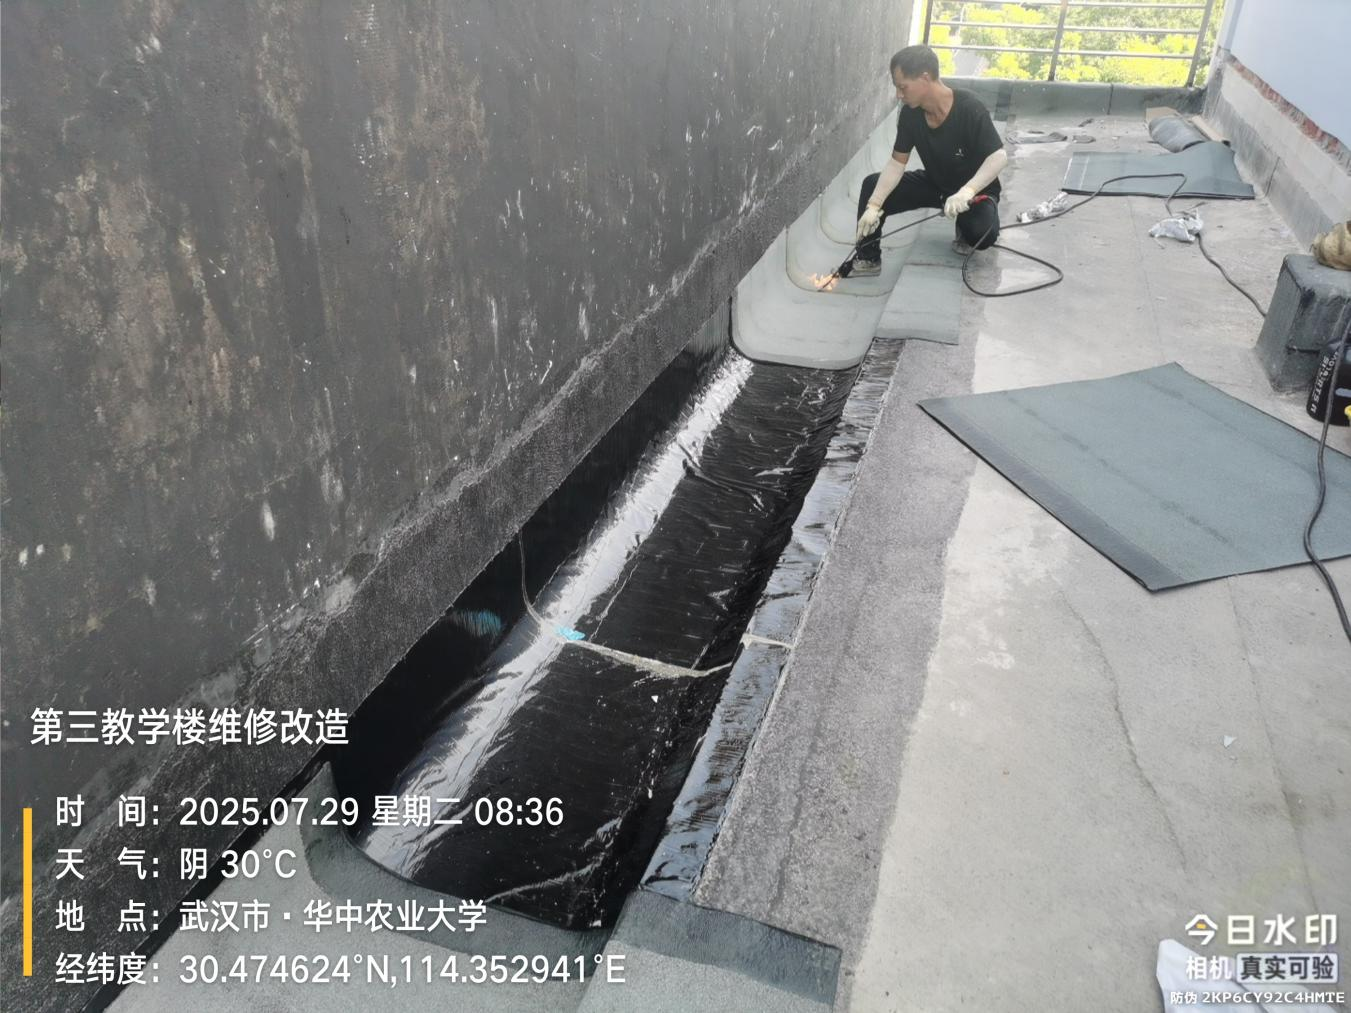 第三教学楼维修改造
时 间：2025.07.29 星期二 08:36
天 气：阴 30°C
地 点：武汉市·华中农业大学
经纬度：30.474624°N,114.352941°E
今日水印
相机 真实可验
防伪 2KP6CY92C4HMTE